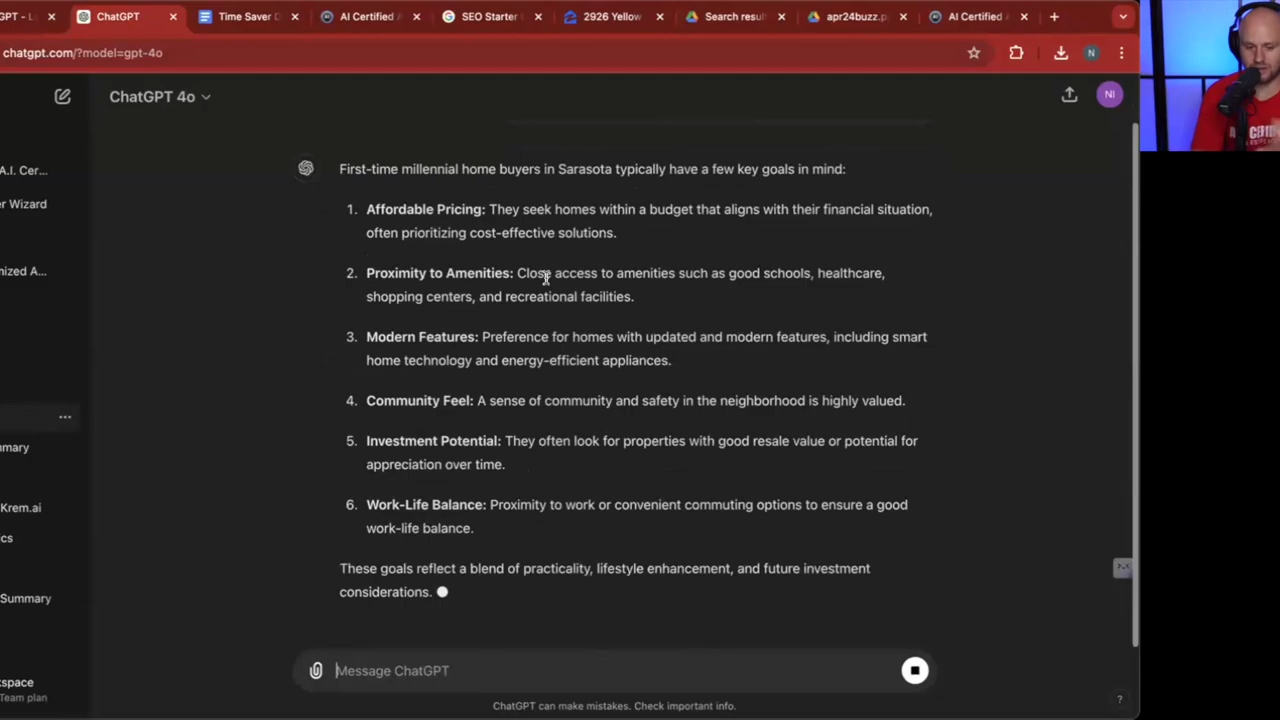 GPT - L
ChatGPT
Time Saver D
AI Certified A
SEO Starter
2926 Yellow
Search resul
apr24buzz.p
AI Certified
chatgpt.com/?model=gpt-4o
N
ChatGPT 4o
NI
A.I. Cer...
er Wizard
mized A...
mmary
Krem.ai
cs
Summary
kspace
Team plan
First-time millennial home buyers in Sarasota typically have a few key goals in mind:
1. Affordable Pricing: They seek homes within a budget that aligns with their financial situation,
often prioritizing cost-effective solutions.
2. Proximity to Amenities: Close access to amenities such as good schools, healthcare,
shopping centers, and recreational facilities.
3. Modern Features: Preference for homes with updated and modern features, including smart
home technology and energy-efficient appliances.
4. Community Feel: A sense of community and safety in the neighborhood is highly valued.
5. Investment Potential: They often look for properties with good resale value or potential for
appreciation over time.
6. Work-Life Balance: Proximity to work or convenient commuting options to ensure a good
work-life balance.
These goals reflect a blend of practicality, lifestyle enhancement, and future investment
considerations.
Message ChatGPT
ChatGPT can make mistakes. Check important info.
?